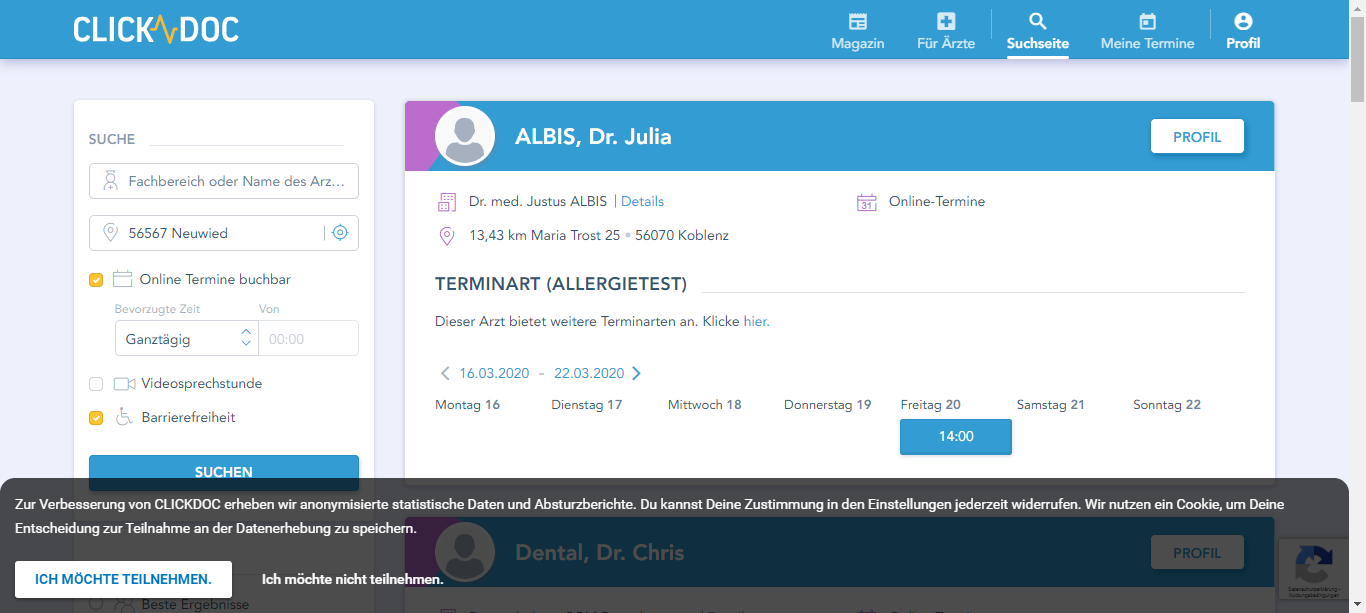 CLICKDOC
Magazin
Für Ärzte
Suchseite
Meine Termine
Profil
SUCHE
Fachbereich oder Name des Arz...
56567 Neuwied
Online Termine buchbar
Bevorzugte Zeit
Von
Ganztägig
00:00
Videosprechstunde
Barrierefreiheit
SUCHEN
ALBIS, Dr. Julia
PROFIL
Dr. med. Justus ALBIS | Details
Online-Termine
31
13,43 km Maria Trost 25 • 56070 Koblenz
TERMINART (ALLERGIETEST)
Dieser Arzt bietet weitere Terminarten an. Klicke hier.
16.03.2020 - 22.03.2020
Montag 16
Dienstag 17
Mittwoch 18
Donnerstag 19
Freitag 20
Samstag 21
Sonntag 22
14:00
Zur Verbesserung von CLICKDOC erheben wir anonymisierte statistische Daten und Absturzberichte. Du kannst Deine Zustimmung in den Einstellungen jederzeit widerrufen. Wir nutzen ein Cookie, um Deine
Entscheidung zur Teilnahme an der Datenerhebung zu speichern.
ICH MÖCHTE TEILNEHMEN.
Ich möchte nicht teilnehmen.
Dental, Dr. Chris
PROFIL
Beste Ergebnisse
Datenschutzerklärung -
Nutzungsbedingungen